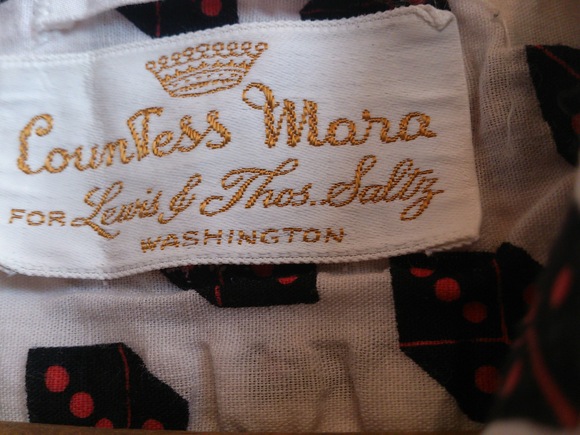 Countess Mara
FOR Lewis & Thos. Saltz
WASHINGTON